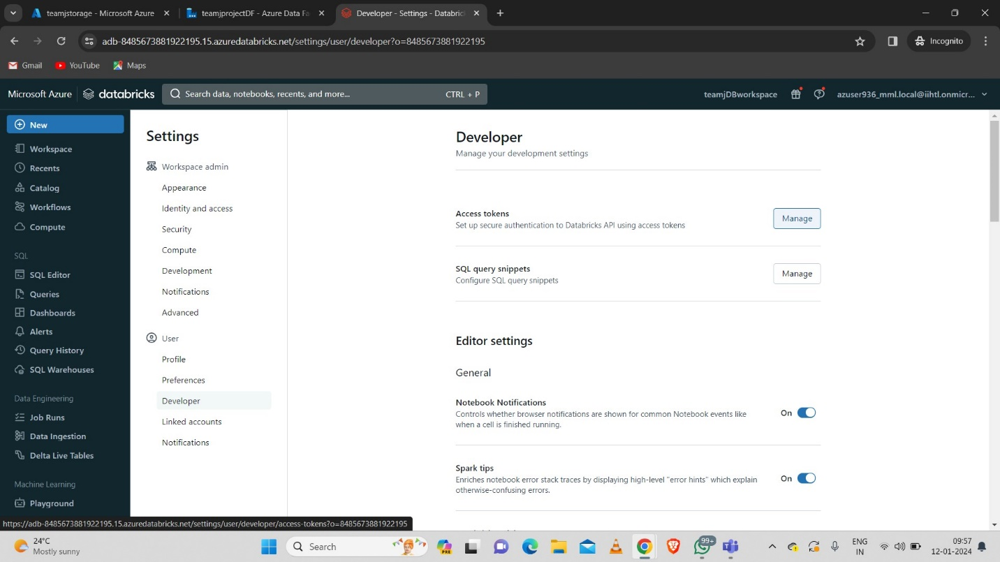 teamjstorage - Microsoft Azure
teamjprojectDF - Azure Data Fa
Developer - Settings - Databric
adb-8485673881922195.15.azuredatabricks.net/settings/user/developer?o=8485673881922195
Incognito
Gmail
YouTube
Maps
Microsoft Azure
databricks
Search data, notebooks, recents, and more...
CTRL + P
teamjDBworkspace
azuser936_mml.local@iihtl.onmicr...
New
Workspace
Recents
Catalog
Workflows
Compute
SQL
SQL Editor
Queries
Dashboards
Alerts
Query History
SQL Warehouses
Data Engineering
Job Runs
Data Ingestion
Delta Live Tables
Machine Learning
Playground
Settings
Workspace admin
Appearance
Identity and access
Security
Compute
Development
Notifications
Advanced
User
Profile
Preferences
Developer
Linked accounts
Notifications
Developer
Manage your development settings
Access tokens
Set up secure authentication to Databricks API using access tokens
Manage
SQL query snippets
Configure SQL query snippets
Manage
Editor settings
General
Notebook Notifications
Controls whether browser notifications are shown for common Notebook events like
when a cell is finished running.
On
Spark tips
Enriches notebook error stack traces by displaying high-level "error hints" which explain
otherwise-confusing errors.
On
https://adb-8485673881922195.15.azuredatabricks.net/settings/user/developer/access-tokens?o=8485673881922195
24°C
Mostly sunny
Search
PRE
99+
ENG
IN
09:57
12-01-2024